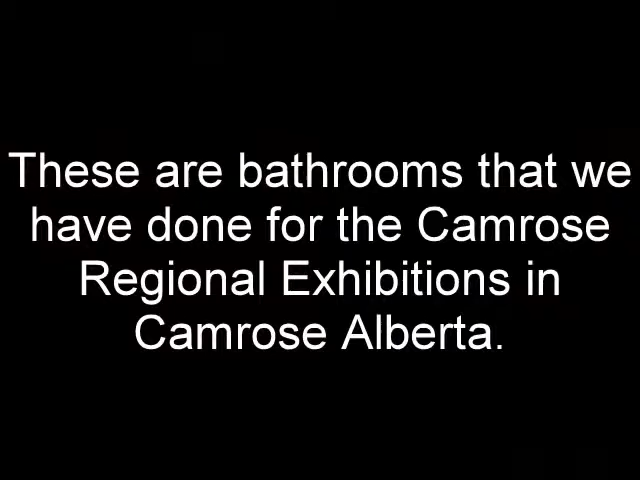 These are bathrooms that we
have done for the Camrose
Regional Exhibitions in
Camrose Alberta.